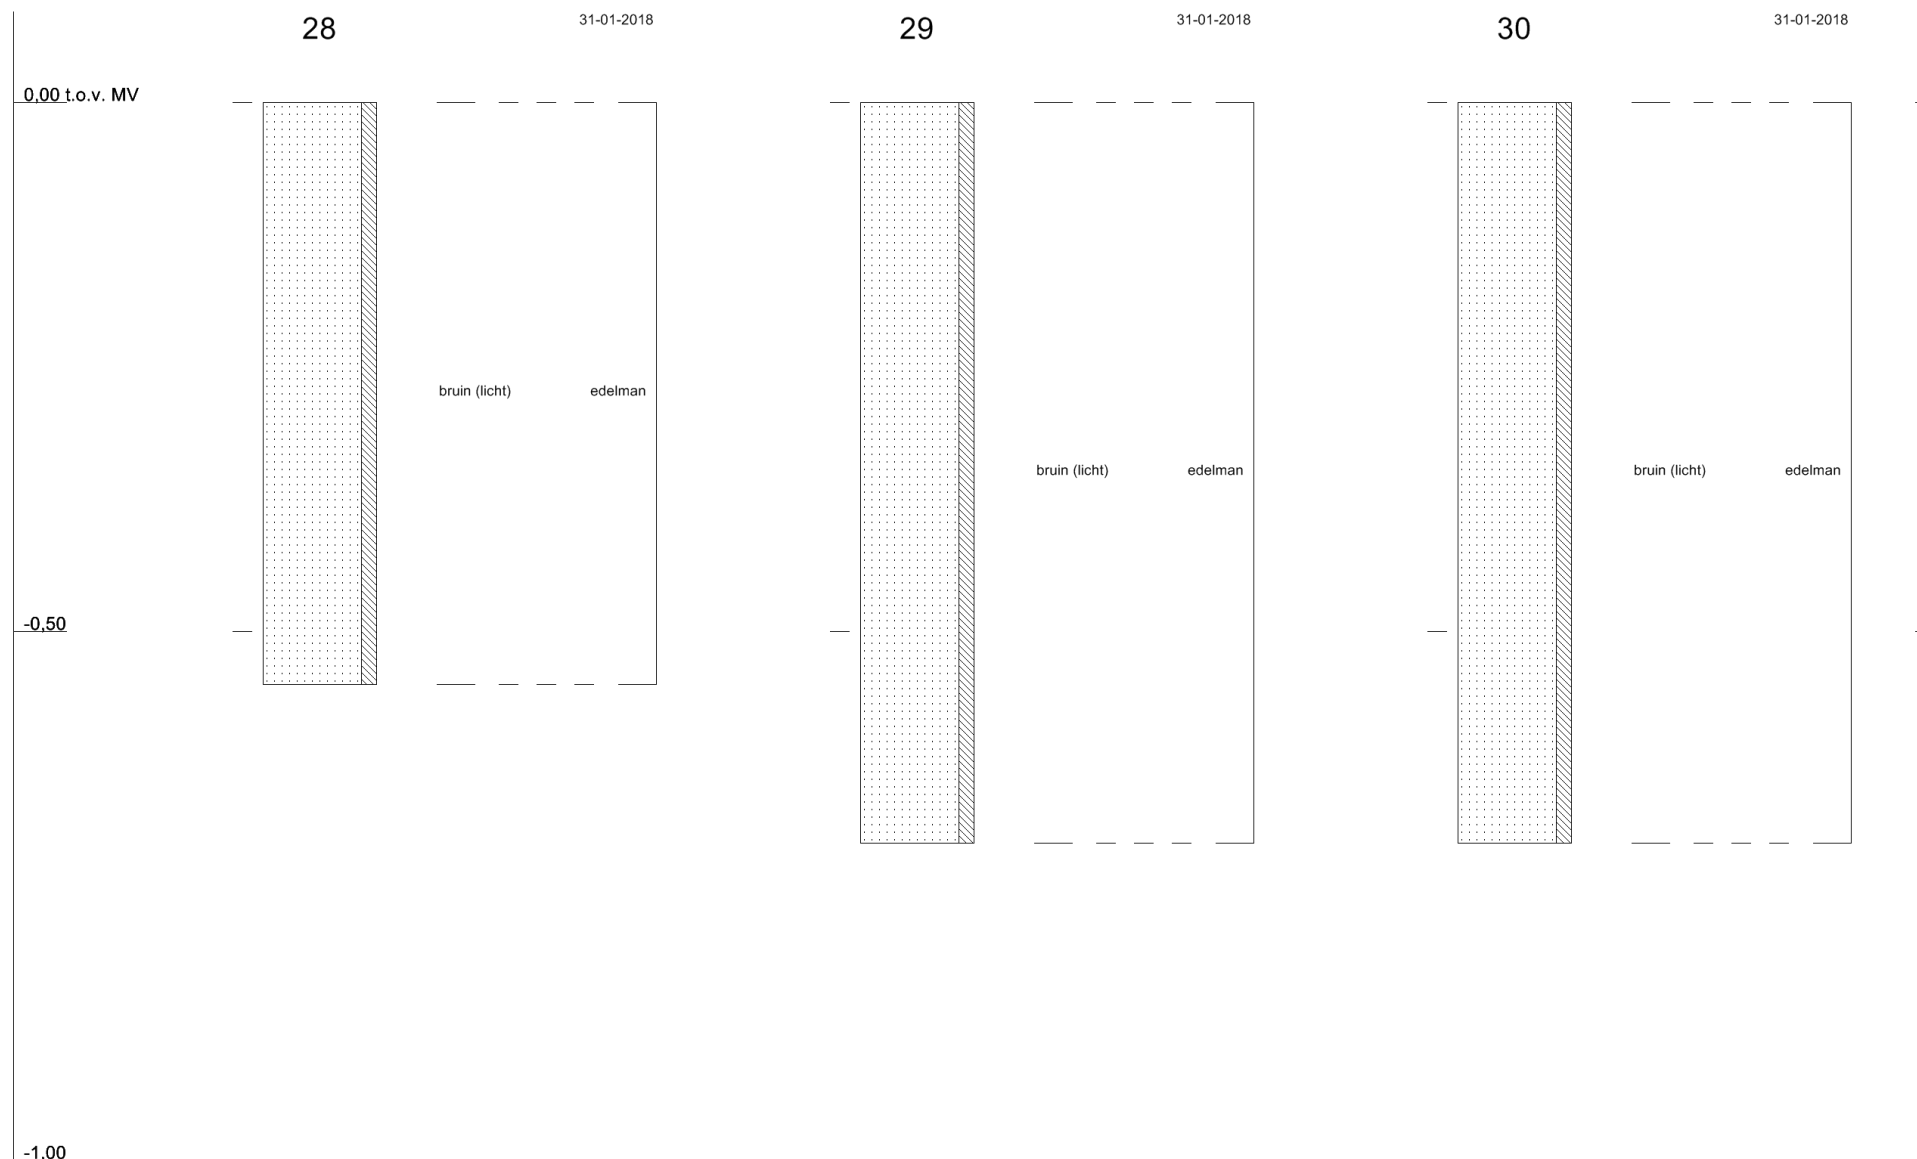 28 31-01-2018 29 31-01-2018 30 31-01-2018
0,00 t.o.v. MV
bruin (licht) edelman
bruin (licht) edelman bruin (licht) edelman
-0,50
-1,00